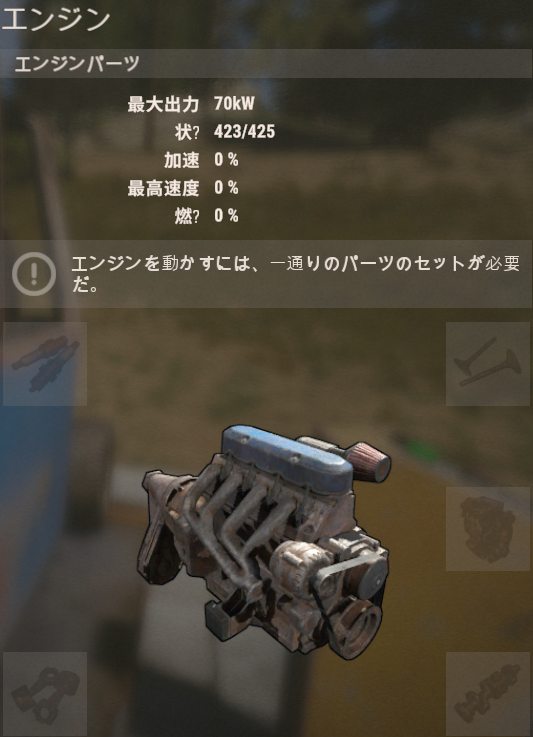 エンジン
エンジンパーツ
最大出力 70kW
状? 423/425
加速 0 %
最高速度 0 %
燃? 0 %
エンジンを動かすには、一通りのパーツのセットが必要
だ。